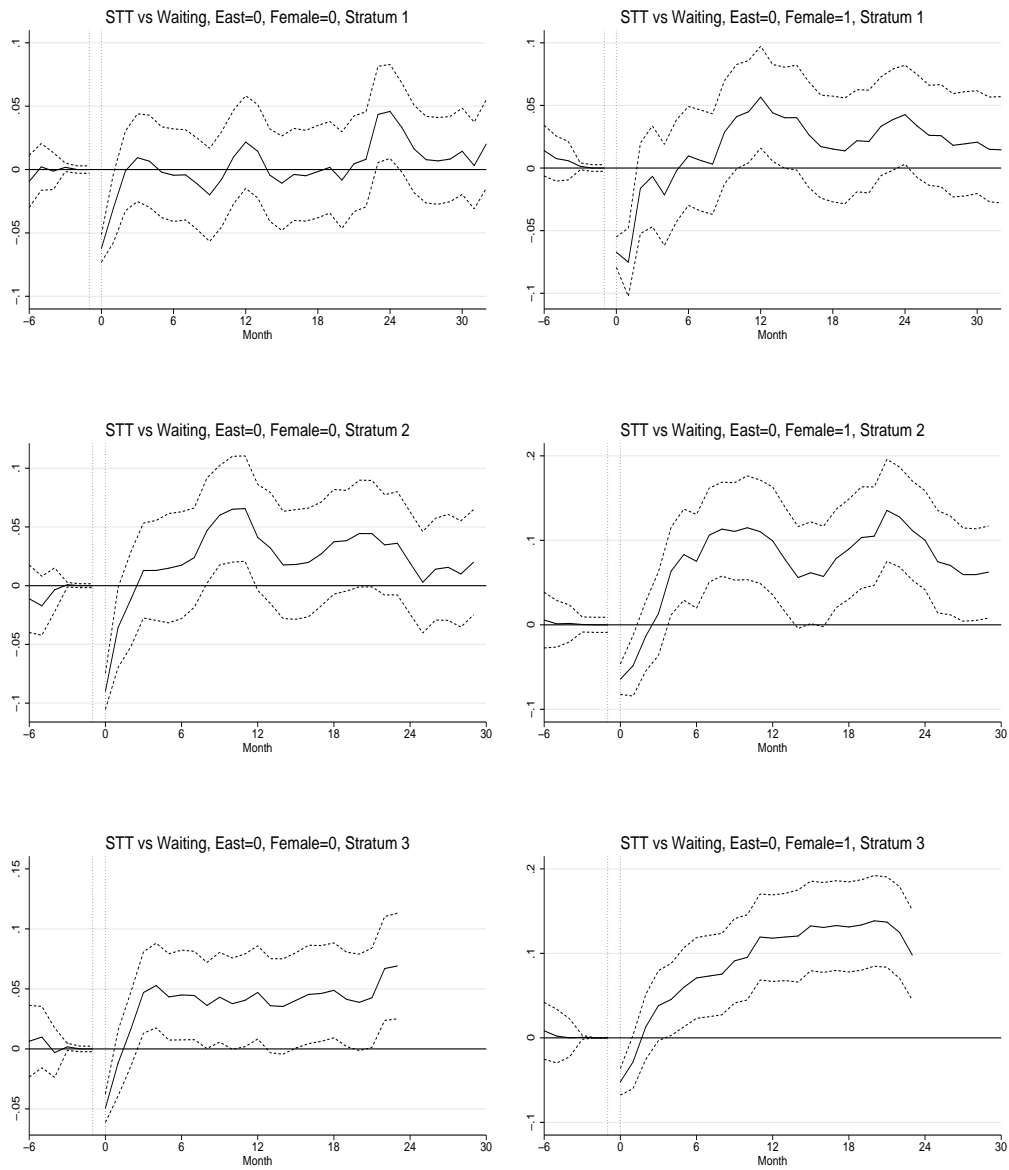 STT vs Waiting, East=0, Female=0, Stratum 1
.1
.05
0
−.05
−.1
−6 0 6 12 18 24 30
Month
STT vs Waiting, East=0, Female=1, Stratum 1
.1
.05
0
−.05
−.1
−6 0 6 12 18 24 30
Month
STT vs Waiting, East=0, Female=0, Stratum 2
.1
.05
0
−.05
−.1
−6 0 6 12 18 24 30
Month
STT vs Waiting, East=0, Female=1, Stratum 2
.2
.1
0
−.1
−6 0 6 12 18 24 30
Month
STT vs Waiting, East=0, Female=0, Stratum 3
.15
.1
.05
0
−.05
−6 0 6 12 18 24 30
Month
STT vs Waiting, East=0, Female=1, Stratum 3
.2
.1
0
−.1
−6 0 6 12 18 24 30
Month